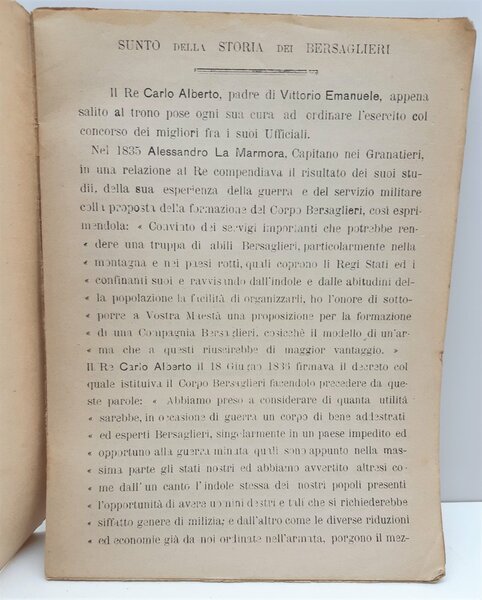 SUNTO DELLA STORIA DEI BERSAGLIERI
Il Re Carlo Alberto, padre di Vittorio Emanuele, appena
salito al trono pose ogni sua cura ad ordinare l'esercito col
concorso dei migliori fra i suoi Ufficiali.
Nel 1835 Alessandro La Marmora, Capitano nei Granatieri,
in una relazione al Re compendiava il risultato dei suoi stu-
dii, della sua esperienza della guerra e del servizio militare
colla proposta della formazione del Corpo Bersaglieri, così espri-
mendola: « Convinto dei servigi importanti che potrebbe ren-
« dere una truppa di abili Bersaglieri, particolarmente nella
« montagna e nei paesi rotti, quali coprono li Regi Stati ed i
« confinanti suoi e ravvisando dall'indole e dalle abitudini del-
« la popolazione la facilità di organizzarli, ho l'onore di sotto-
« porre a Vostra Maestà una proposizione per la formazione
« di una Compagnia Bersaglieri, cosicchè il modello di un'ar-
« ma che a questi riuscirebbe di maggior vantaggio. »
Il Re Carlo Alberto il 18 Giugno 1836 firmava il decreto col
quale istituiva il Corpo Bersaglieri facendolo precedere da que-
ste parole: « Abbiamo preso a considerare di quanta utilità
« sarebbe, in occasione di guerra un corpo di bene addestrati
« ed esperti Bersaglieri, singolarmente in un paese impedito ed
« opportuno alla guerra minuta quali sono appunto nella mas-
« sima parte gli stati nostri ed abbiamo avvertito altresì co-
« me dall'un canto l'indole stessa dei nostri popoli presenti
« l'opportunità di avere uomini destri e tali che si richiederebbe
« siffatto genere di milizia; e dall'altro come le diverse riduzioni
« ed economie già da noi ordinate nell'armata, porgono il mez-